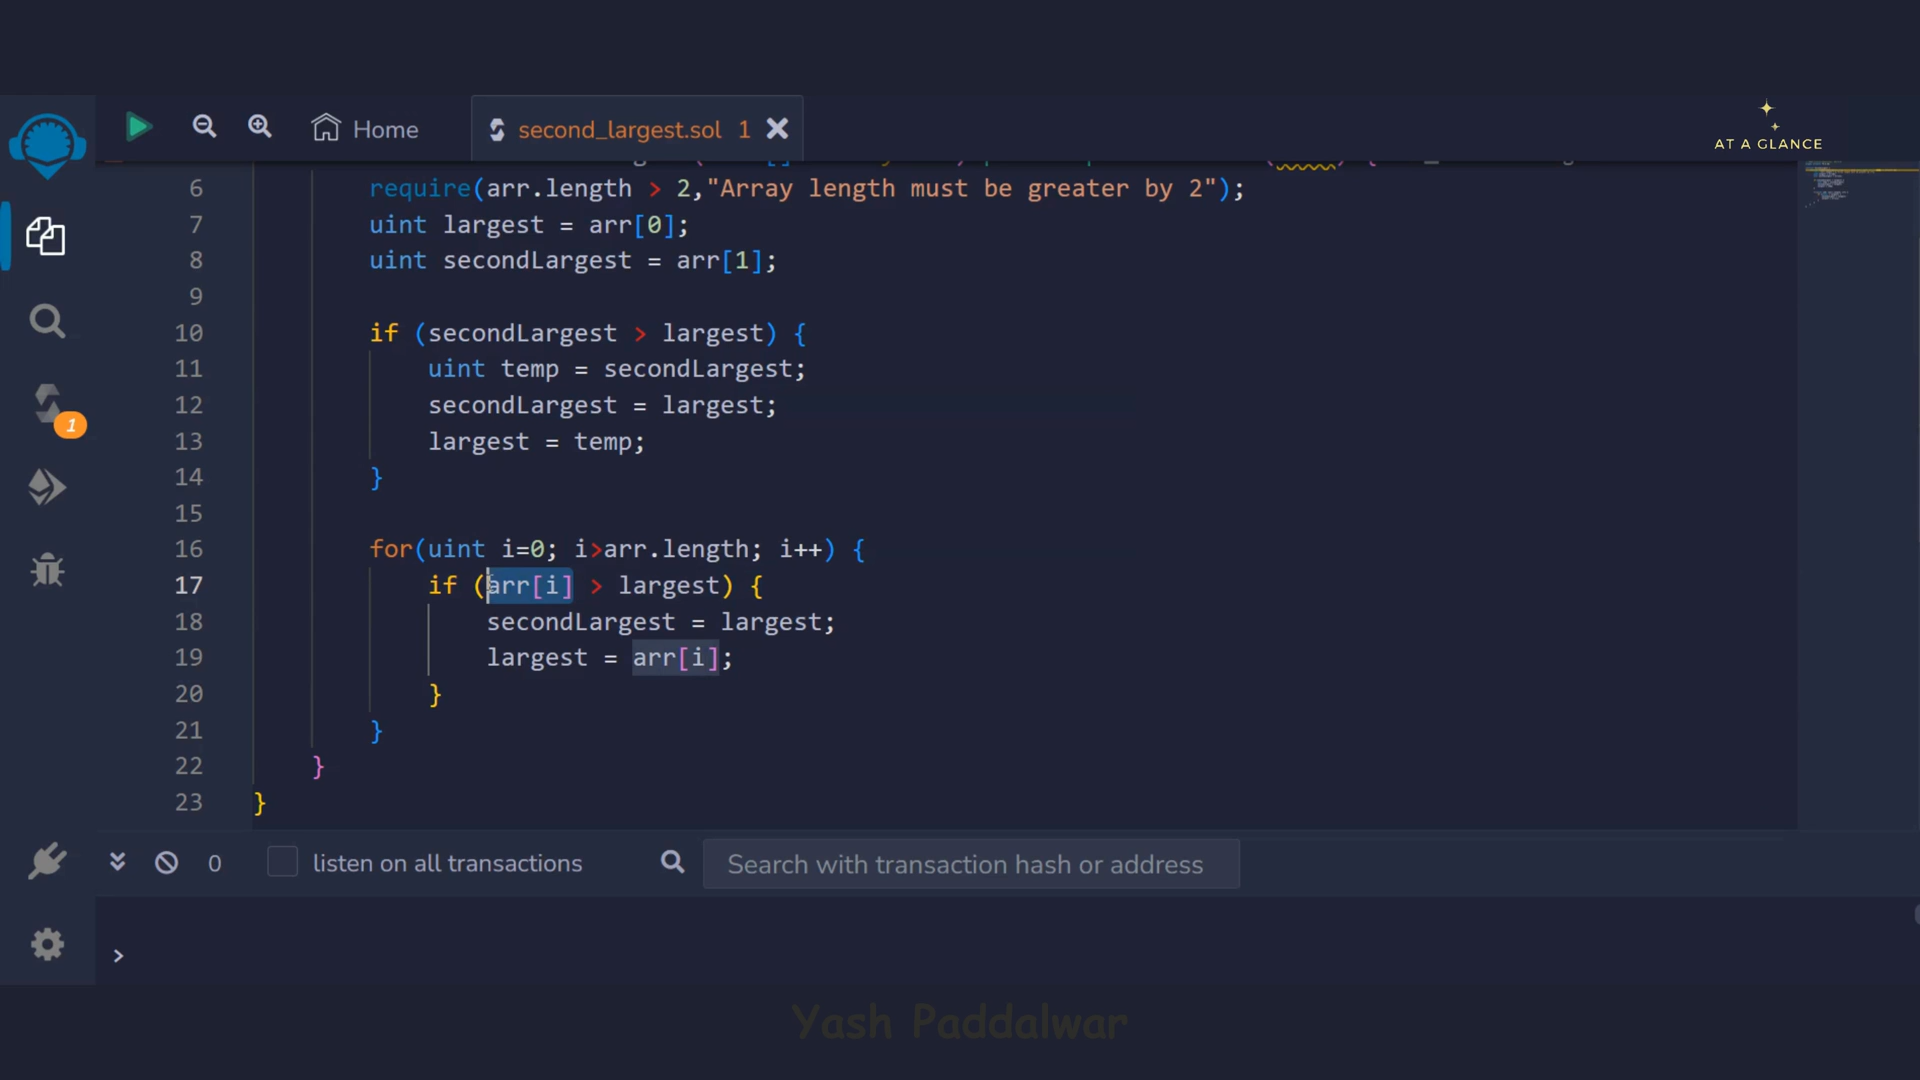 Home
second_largest.sol 1
AT A GLANCE
6 require(arr.length > 2,"Array length must be greater by 2");
7 uint largest = arr[0];
8 uint secondLargest = arr[1];
9
10 if (secondLargest > largest) {
11 uint temp = secondLargest;
12 secondLargest = largest;
13 largest = temp;
14 }
15
16 for(uint i=0; i>arr.length; i++) {
17 if (arr[i] > largest) {
18 secondLargest = largest;
19 largest = arr[i];
20 }
21 }
22 }
23 }
1
0 listen on all transactions Search with transaction hash or address
>
Yash Paddalwar